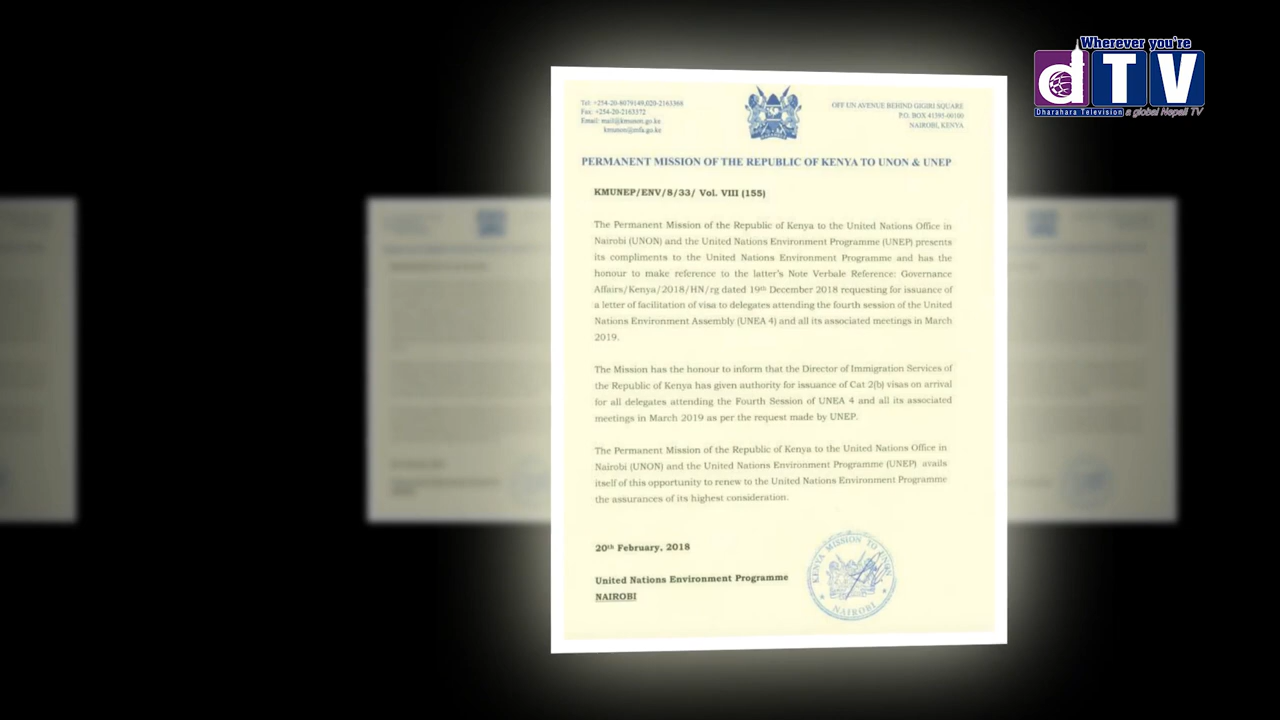 Wherever you're
dTV
Dharahara Television a global Nepali TV
Tel: +254-20-8079149,020-2163366
Fax: +254-20-2163372
Email: mail@kmunon.go.ke
kmunon@mfa.go.ke
OFF UN AVENUE BEHIND GIGIRI SQUARE
P.O. BOX 41395-00100
NAIROBI, KENYA
PERMANENT MISSION OF THE REPUBLIC OF KENYA TO UNON & UNEP
KMUNEP/ENV/8/33/ Vol. VIII (155)
The Permanent Mission of the Republic of Kenya to the United Nations Office in
Nairobi (UNON) and the United Nations Environment Programme (UNEP) presents
its compliments to the United Nations Environment Programme and has the
honour to make reference to the latter's Note Verbale Reference: Governance
Affairs/Kenya/2018/HN/rg dated 19th December 2018 requesting for issuance of
a letter of facilitation of visa to delegates attending the fourth session of the United
Nations Environment Assembly (UNEA 4) and all its associated meetings in March
2019.
The Mission has the honour to inform that the Director of Immigration Services of
the Republic of Kenya has given authority for issuance of Cat 2(b) visas on arrival
for all delegates attending the Fourth Session of UNEA 4 and all its associated
meetings in March 2019 as per the request made by UNEP.
The Permanent Mission of the Republic of Kenya to the United Nations Office in
Nairobi (UNON) and the United Nations Environment Programme (UNEP) avails
itself of this opportunity to renew to the United Nations Environment Programme
the assurances of its highest consideration.
20th February, 2018
United Nations Environment Programme
NAIROBI
KENYA MISSION TO UNON
NAIROBI